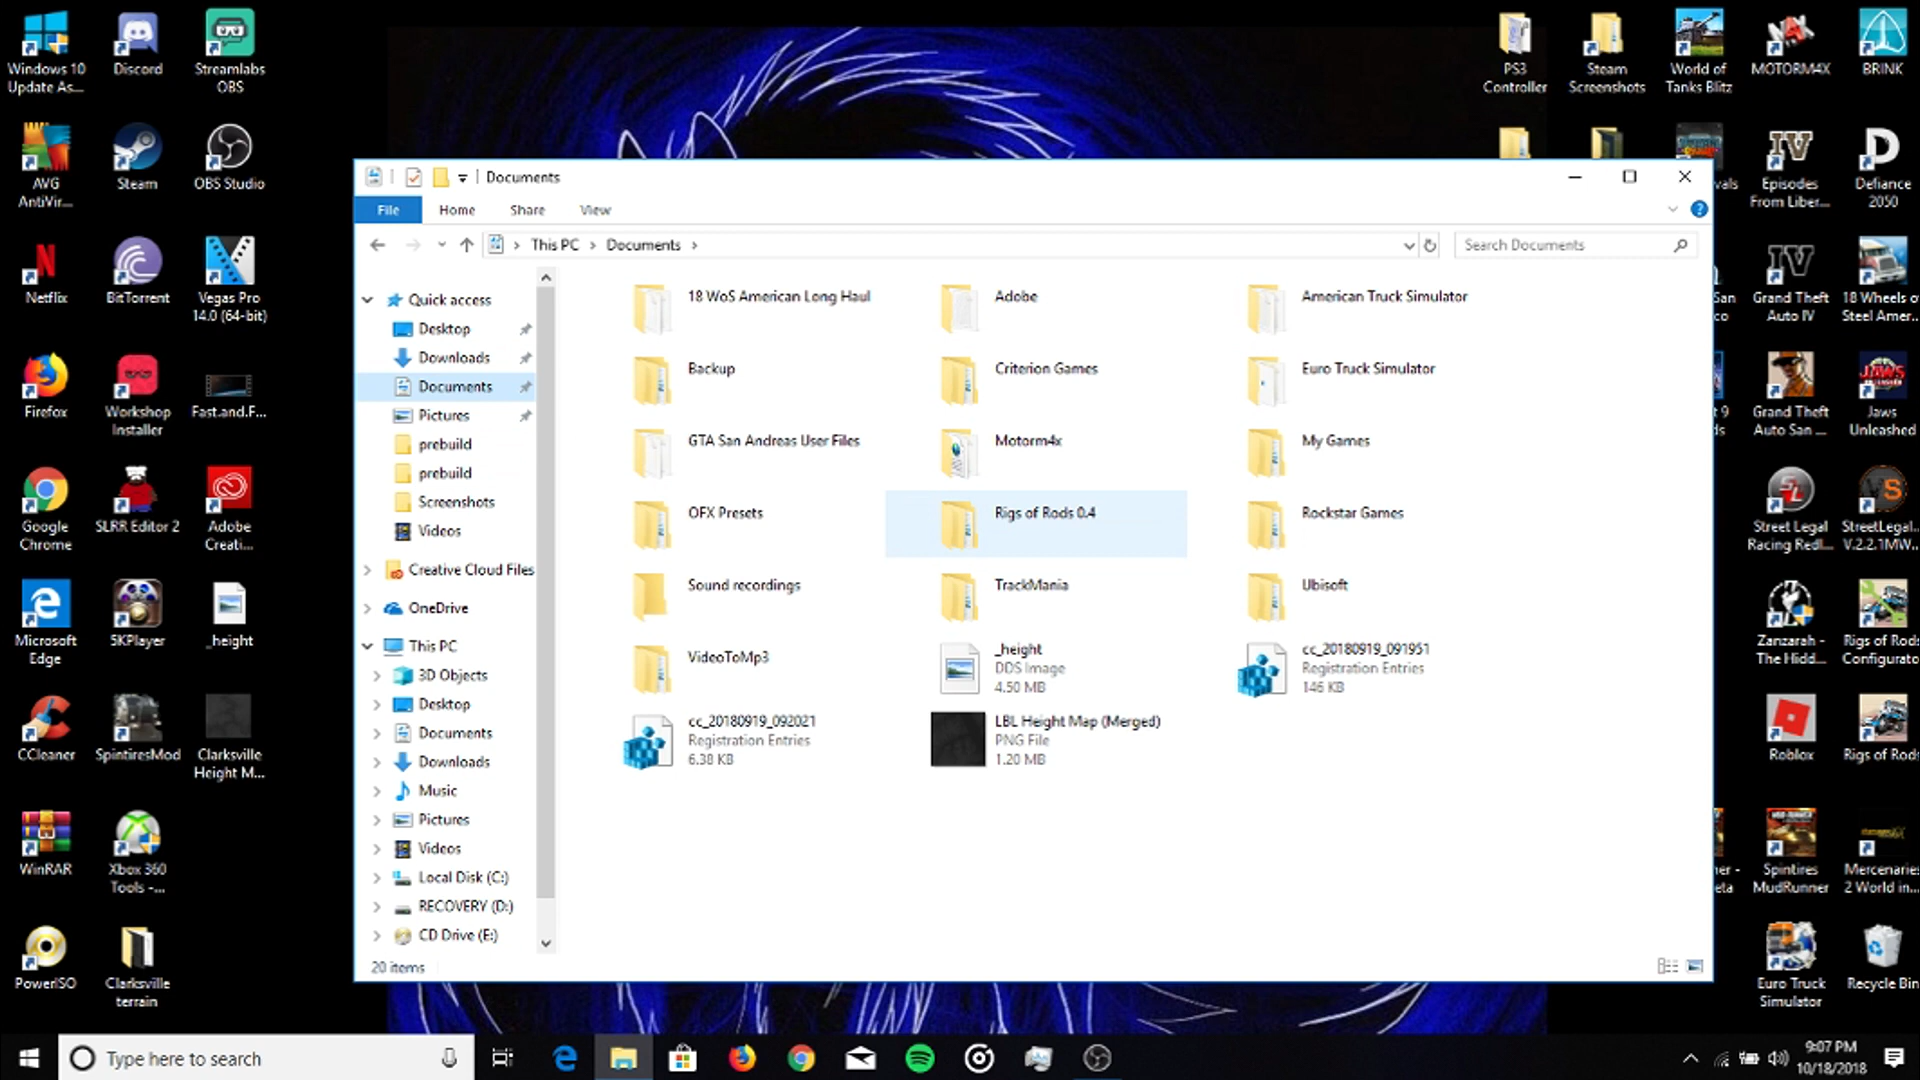 Windows 10
Update As...
Discord
Streamlabs
OBS
AVG
AntiVir...
Steam
OBS Studio
Netflix
BitTorrent
Vegas Pro
14.0 (64-bit)
Firefox
Workshop
Installer
Fast.and.F...
Google
Chrome
SLRR Editor 2
Adobe
Creati...
Microsoft
Edge
5KPlayer
_height
CCleaner
SpintiresMod
Clarksville
Height M...
WinRAR
Xbox 360
Tools -...
PowerISO
Clarksville
terrain
PS3
Controller
Steam
Screenshots
World of
Tanks Blitz
MOTORM4X
BRINK
Episodes
From Liber...
Defiance
2050
Grand Theft
Auto IV
18 Wheels o
Steel Amer...
Grand Theft
Auto San ...
Jaws
Unleashed
Street Legal
Racing Redl...
StreetLegal...
V.2.2.1MW...
Zanzarah -
The Hidd...
Rigs of Rods
Configurato
Roblox
Rigs of Rods
Spintires
MudRunner
Mercenaries
2 World in...
Euro Truck
Simulator
Recycle Bin
Documents
File Home Share View
This PC > Documents >
Search Documents
Quick access
Desktop
Downloads
Documents
Pictures
prebuild
prebuild
Screenshots
Videos
Creative Cloud Files
OneDrive
This PC
3D Objects
Desktop
Documents
Downloads
Music
Pictures
Videos
Local Disk (C:)
RECOVERY (D:)
CD Drive (E:)
18 WoS American Long Haul
Adobe
American Truck Simulator
Backup
Criterion Games
Euro Truck Simulator
GTA San Andreas User Files
Motorm4x
My Games
OFX Presets
Rigs of Rods 0.4
Rockstar Games
Sound recordings
TrackMania
Ubisoft
VideoToMp3
_height
DDS Image
4.50 MB
cc_20180919_091951
Registration Entries
146 KB
cc_20180919_092021
Registration Entries
6.38 KB
LBL Height Map (Merged)
PNG File
1.20 MB
20 items
Type here to search
9:07 PM
10/18/2018